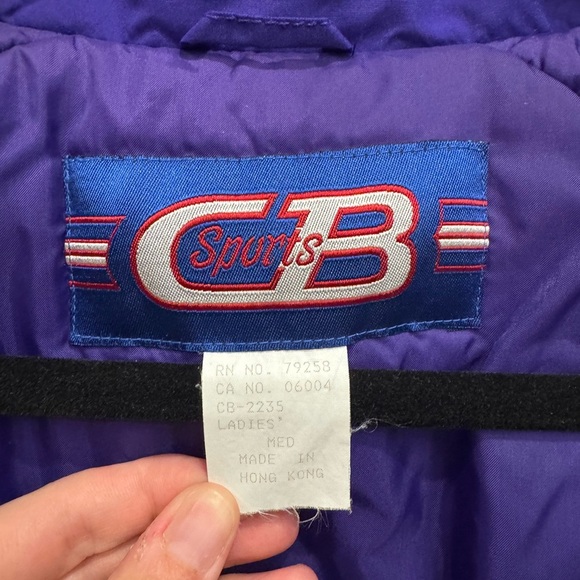 CB
Sports
RN NO. 79258
CA NO. 06004
CB-2235
LADIES'
MED
MADE IN
HONG KONG